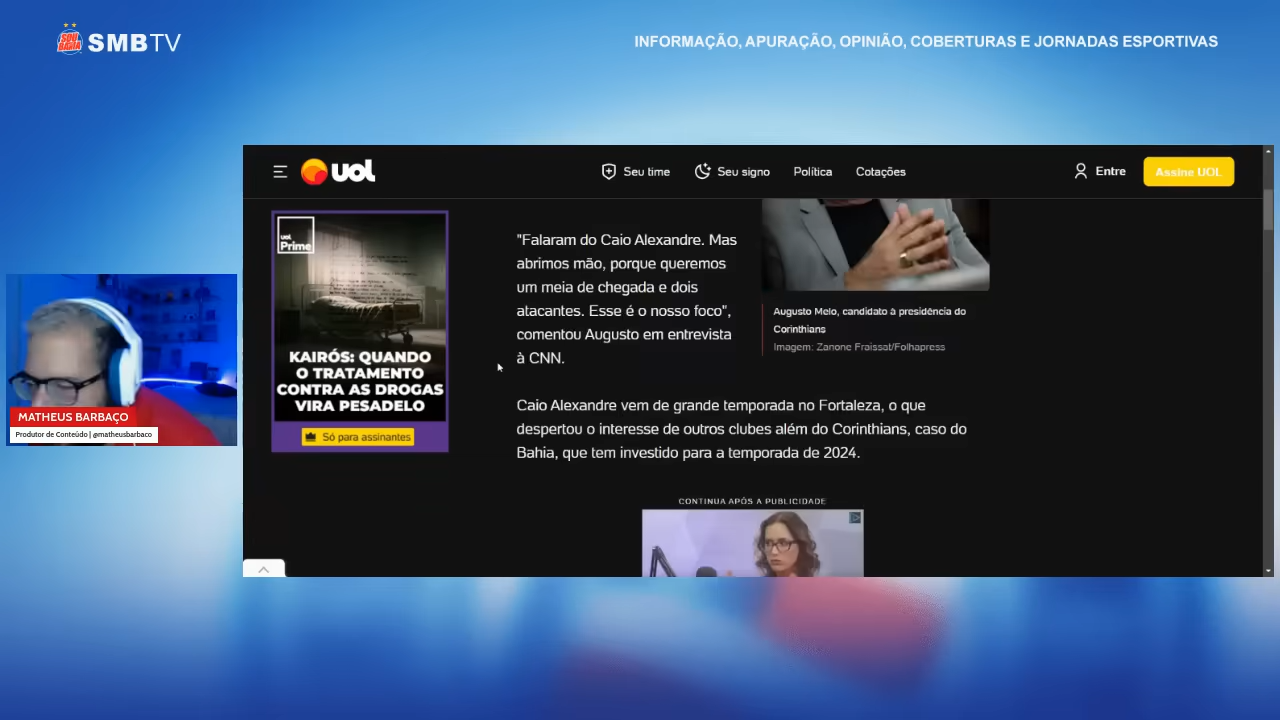 SOU BAHIA
SMBTV
INFORMAÇÃO, APURAÇÃO, OPINIÃO, COBERTURAS E JORNADAS ESPORTIVAS
uol
Seu time
Seu signo
Política
Cotações
Entre
Assine UOL
uol
Prime
KAIRÓS: QUANDO
O TRATAMENTO
CONTRA AS DROGAS
VIRA PESADELO
Só para assinantes
"Falaram do Caio Alexandre. Mas
abrimos mão, porque queremos
um meia de chegada e dois
atacantes. Esse é o nosso foco",
comentou Augusto em entrevista
à CNN.
Augusto Melo, candidato à presidência do
Corinthians
Imagem: Zanone Fraissat/Folhapress
Caio Alexandre vem de grande temporada no Fortaleza, o que
despertou o interesse de outros clubes além do Corinthians, caso do
Bahia, que tem investido para a temporada de 2024.
CONTINUA APÓS A PUBLICIDADE
MATHEUS BARBAÇO
Produtor de Conteúdo | @matheusbarbaco